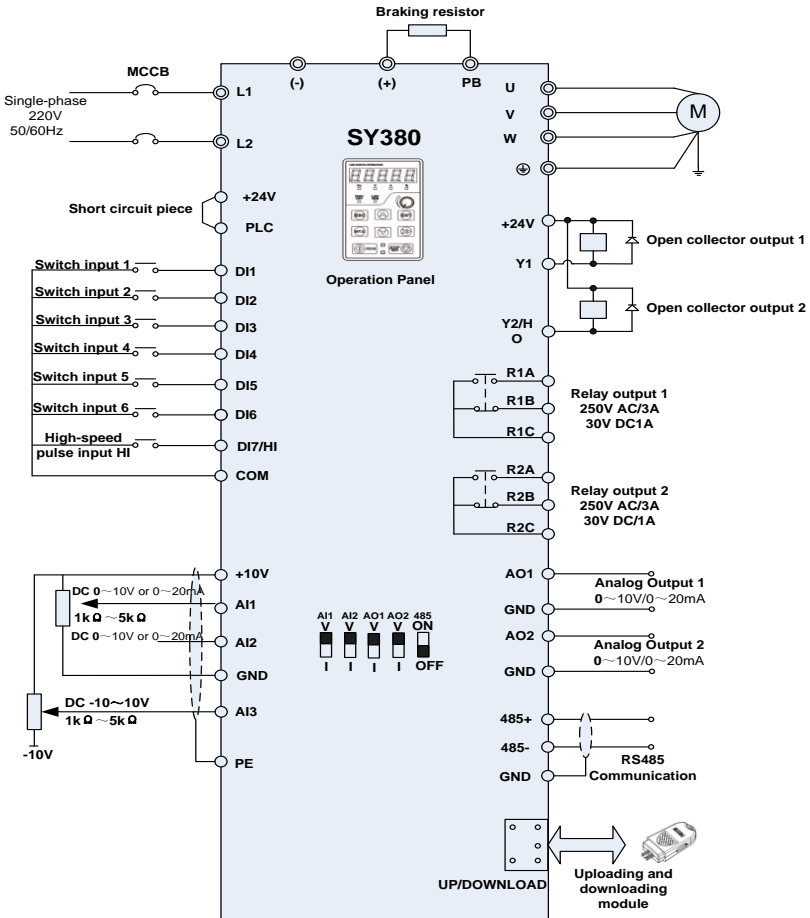 Braking resistor
MCCB
(-)
(+)
PB
L1
Single-phase
220V
50/60Hz
L2
SY380
Operation Panel
U
V
W
M
Short circuit piece
+24V
PLC
+24V
Open collector output 1
Y1
Open collector output 2
Y2/H
O
Switch input 1
DI1
Switch input 2
DI2
Switch input 3
DI3
Switch input 4
DI4
Switch input 5
DI5
Switch input 6
DI6
High-speed
pulse input HI
DI7/HI
COM
R1A
R1B
R1C
Relay output 1
250V AC/3A
30V DC1A
R2A
R2B
R2C
Relay output 2
250V AC/3A
30V DC/1A
+10V
DC 0～10V or 0～20mA
AI1
1kΩ～5kΩ
DC 0～10V or 0～20mA
AI2
GND
DC -10～10V
AI3
1kΩ～5kΩ
-10V
PE
AI1 AI2 AO1 AO2 485
V V V V ON
I I I I OFF
AO1
Analog Output 1
0～10V/0～20mA
GND
AO2
Analog Output 2
0～10V/0～20mA
GND
485+
485-
RS485
Communication
GND
UP/DOWNLOAD
Uploading and
downloading
module